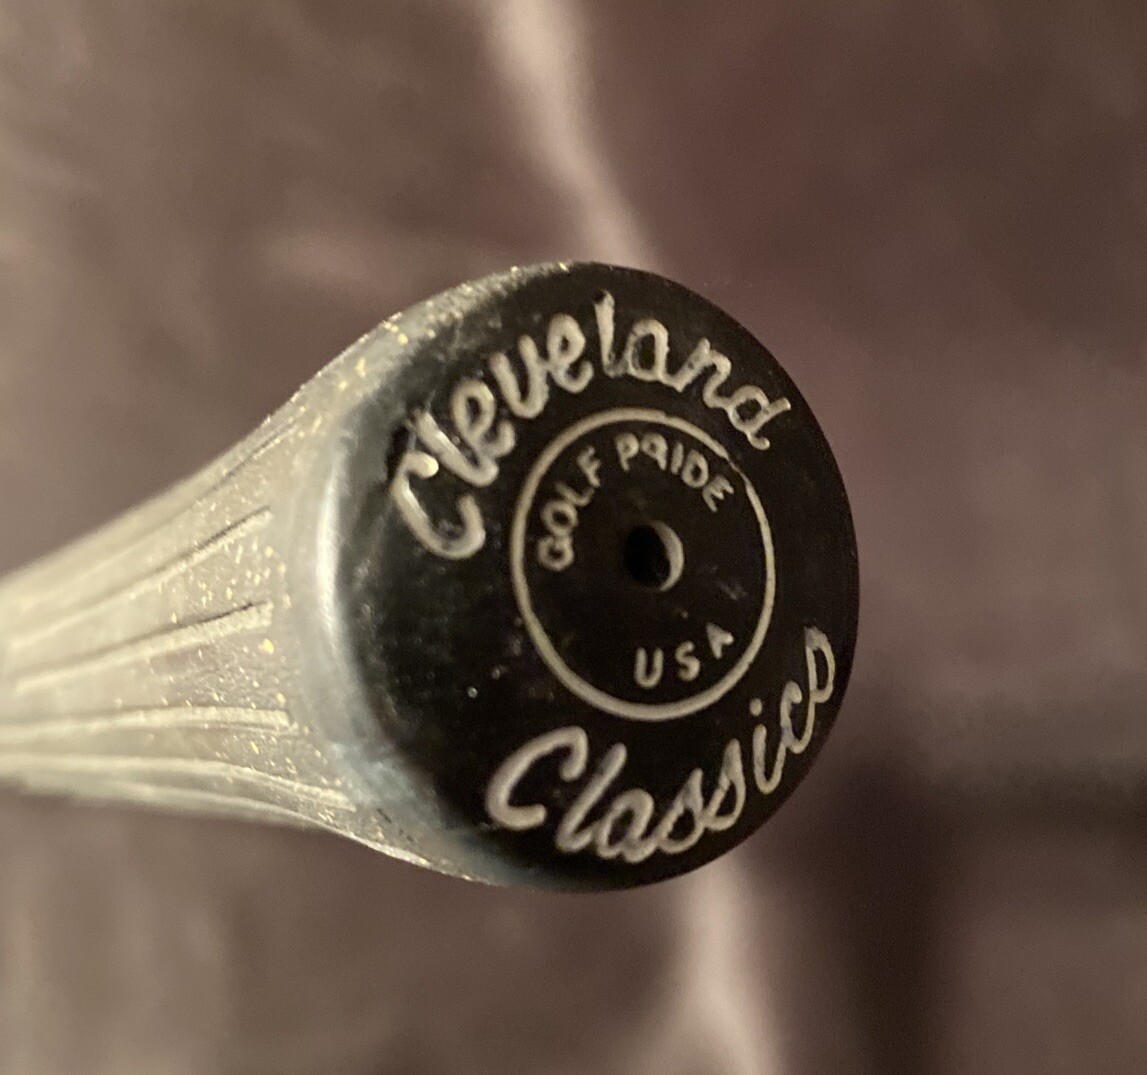 Cleveland
GOLF PRIDE
USA
Classics